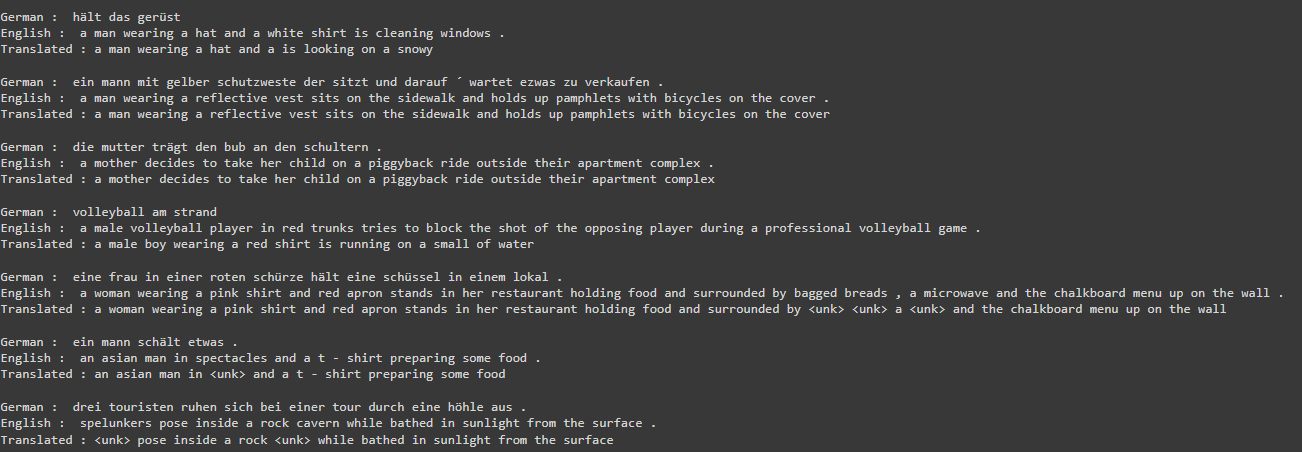 German :  hält das gerüst
English :  a man wearing a hat and a white shirt is cleaning windows .
Translated : a man wearing a hat and a is looking on a snowy
German :  ein mann mit gelber schutzweste der sitzt und darauf ´ wartet ezwas zu verkaufen .
English :  a man wearing a reflective vest sits on the sidewalk and holds up pamphlets with bicycles on the cover .
Translated : a man wearing a reflective vest sits on the sidewalk and holds up pamphlets with bicycles on the cover
German :  die mutter trägt den bub an den schultern .
English :  a mother decides to take her child on a piggyback ride outside their apartment complex .
Translated : a mother decides to take her child on a piggyback ride outside their apartment complex
German :  volleyball am strand
English :  a male volleyball player in red trunks tries to block the shot of the opposing player during a professional volleyball game .
Translated : a male boy wearing a red shirt is running on a small of water
German :  eine frau in einer roten schürze hält eine schüssel in einem lokal .
English :  a woman wearing a pink shirt and red apron stands in her restaurant holding food and surrounded by bagged breads , a microwave and the chalkboard menu up on the wall .
Translated : a woman wearing a pink shirt and red apron stands in her restaurant holding food and surrounded by <unk> <unk> a <unk> and the chalkboard menu up on the wall
German :  ein mann schält etwas .
English :  an asian man in spectacles and a t - shirt preparing some food .
Translated : an asian man in <unk> and a t - shirt preparing some food
German :  drei touristen ruhen sich bei einer tour durch eine höhle aus .
English :  spelunkers pose inside a rock cavern while bathed in sunlight from the surface .
Translated : <unk> pose inside a rock <unk> while bathed in sunlight from the surface